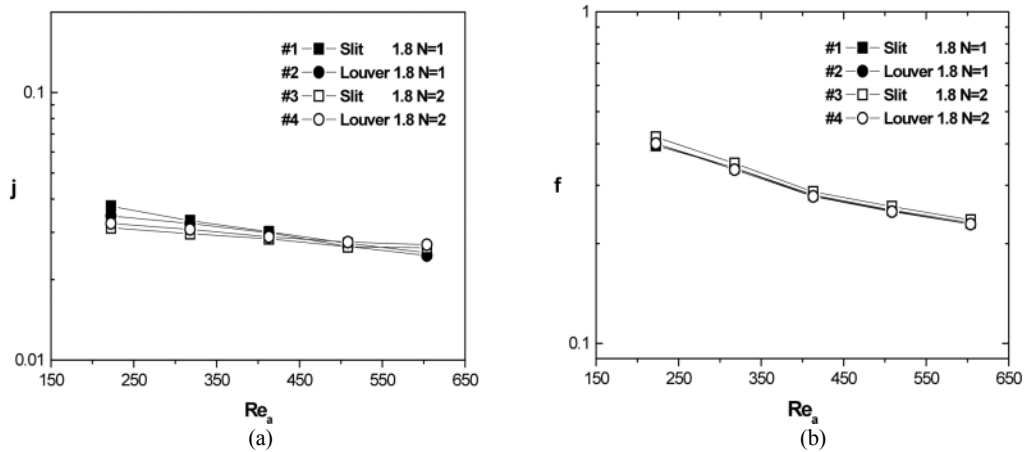 #1 Slit 1.8 N=1
#2 Louver 1.8 N=1
#3 Slit 1.8 N=2
#4 Louver 1.8 N=2
0.1
j
0.01
150 250 350 450 550 650
Reₐ
(a)
1
#1 Slit 1.8 N=1
#2 Louver 1.8 N=1
#3 Slit 1.8 N=2
#4 Louver 1.8 N=2
f
0.1
150 250 350 450 550 650
Reₐ
(b)